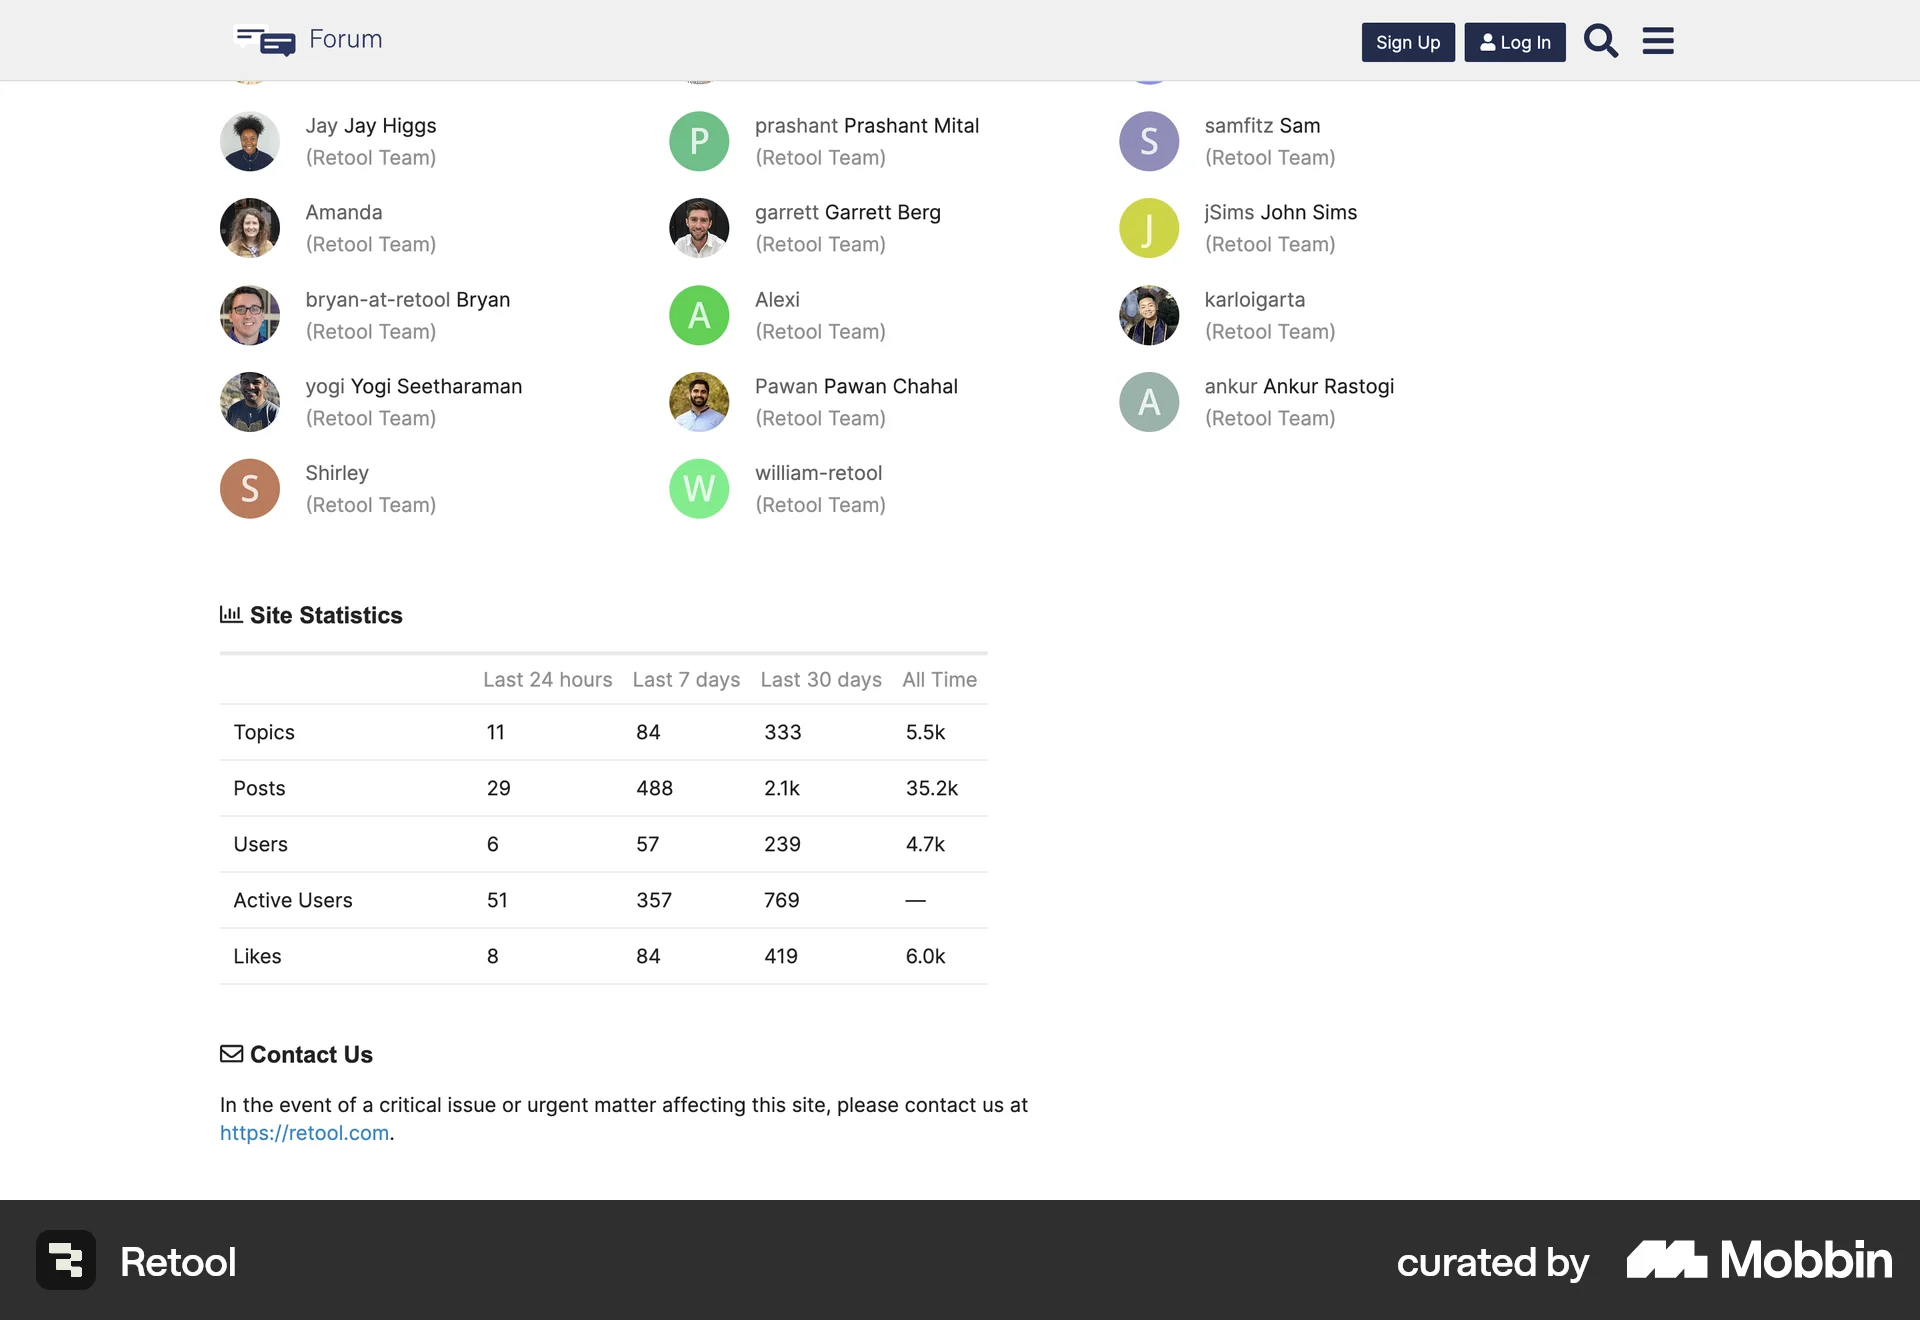 Forum
Sign Up
Log In
Jay Jay Higgs
(Retool Team)
P
prashant Prashant Mital
(Retool Team)
S
samfitz Sam
(Retool Team)
Amanda
(Retool Team)
garrett Garrett Berg
(Retool Team)
J
jSims John Sims
(Retool Team)
bryan-at-retool Bryan
(Retool Team)
A
Alexi
(Retool Team)
karloigarta
(Retool Team)
yogi Yogi Seetharaman
(Retool Team)
Pawan Pawan Chahal
(Retool Team)
A
ankur Ankur Rastogi
(Retool Team)
S
Shirley
(Retool Team)
W
william-retool
(Retool Team)
Site Statistics
Last 24 hours Last 7 days Last 30 days All Time
Topics 11 84 333 5.5k
Posts 29 488 2.1k 35.2k
Users 6 57 239 4.7k
Active Users 51 357 769 —
Likes 8 84 419 6.0k
Contact Us
In the event of a critical issue or urgent matter affecting this site, please contact us at
https://retool.com.
Retool
curated by Mobbin